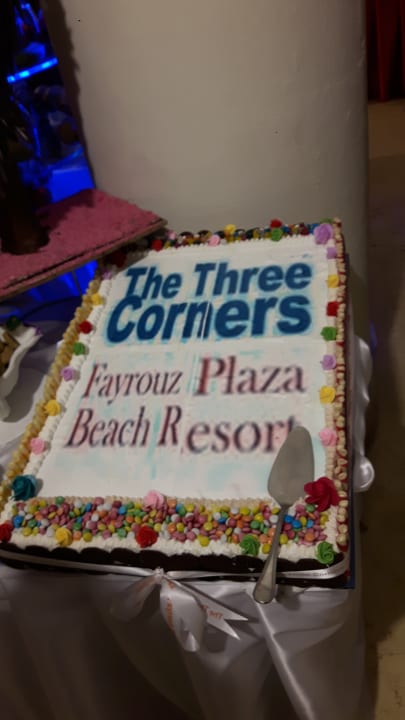 The Three
Corners
Fayrouz Plaza
Beach Resort